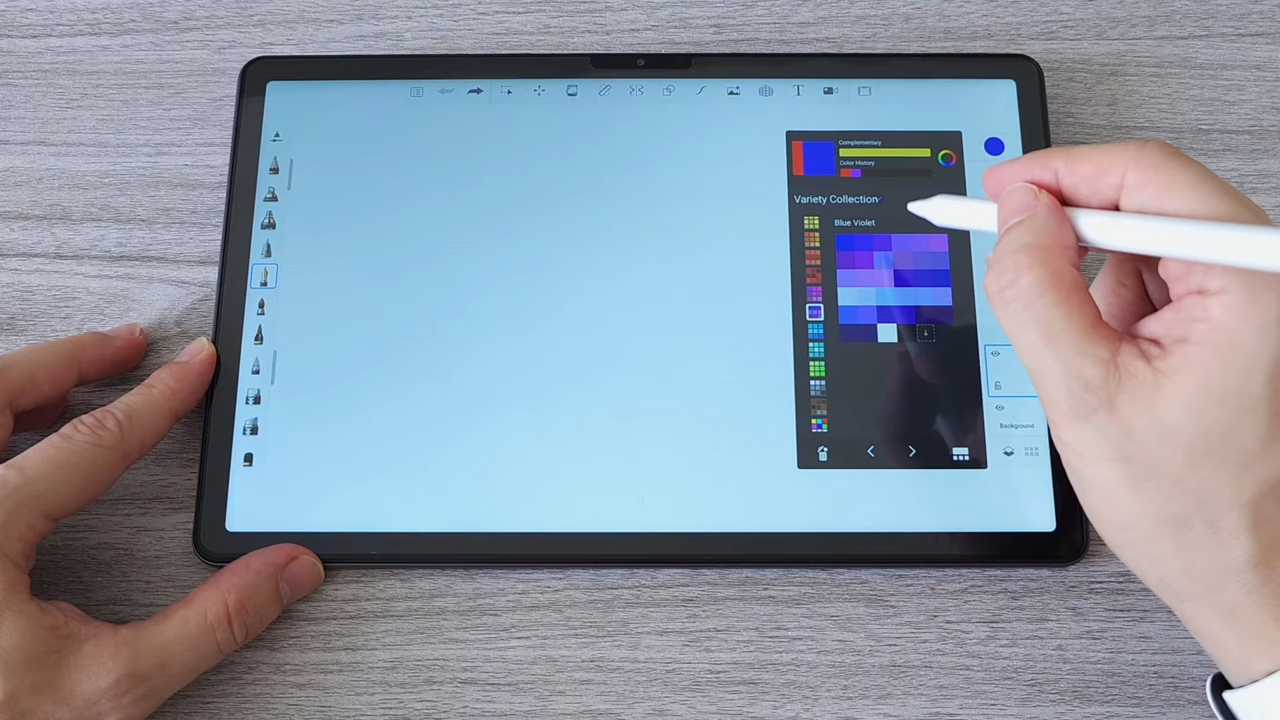 T
Complementary
Color History
Variety Collection
Blue Violet
Background